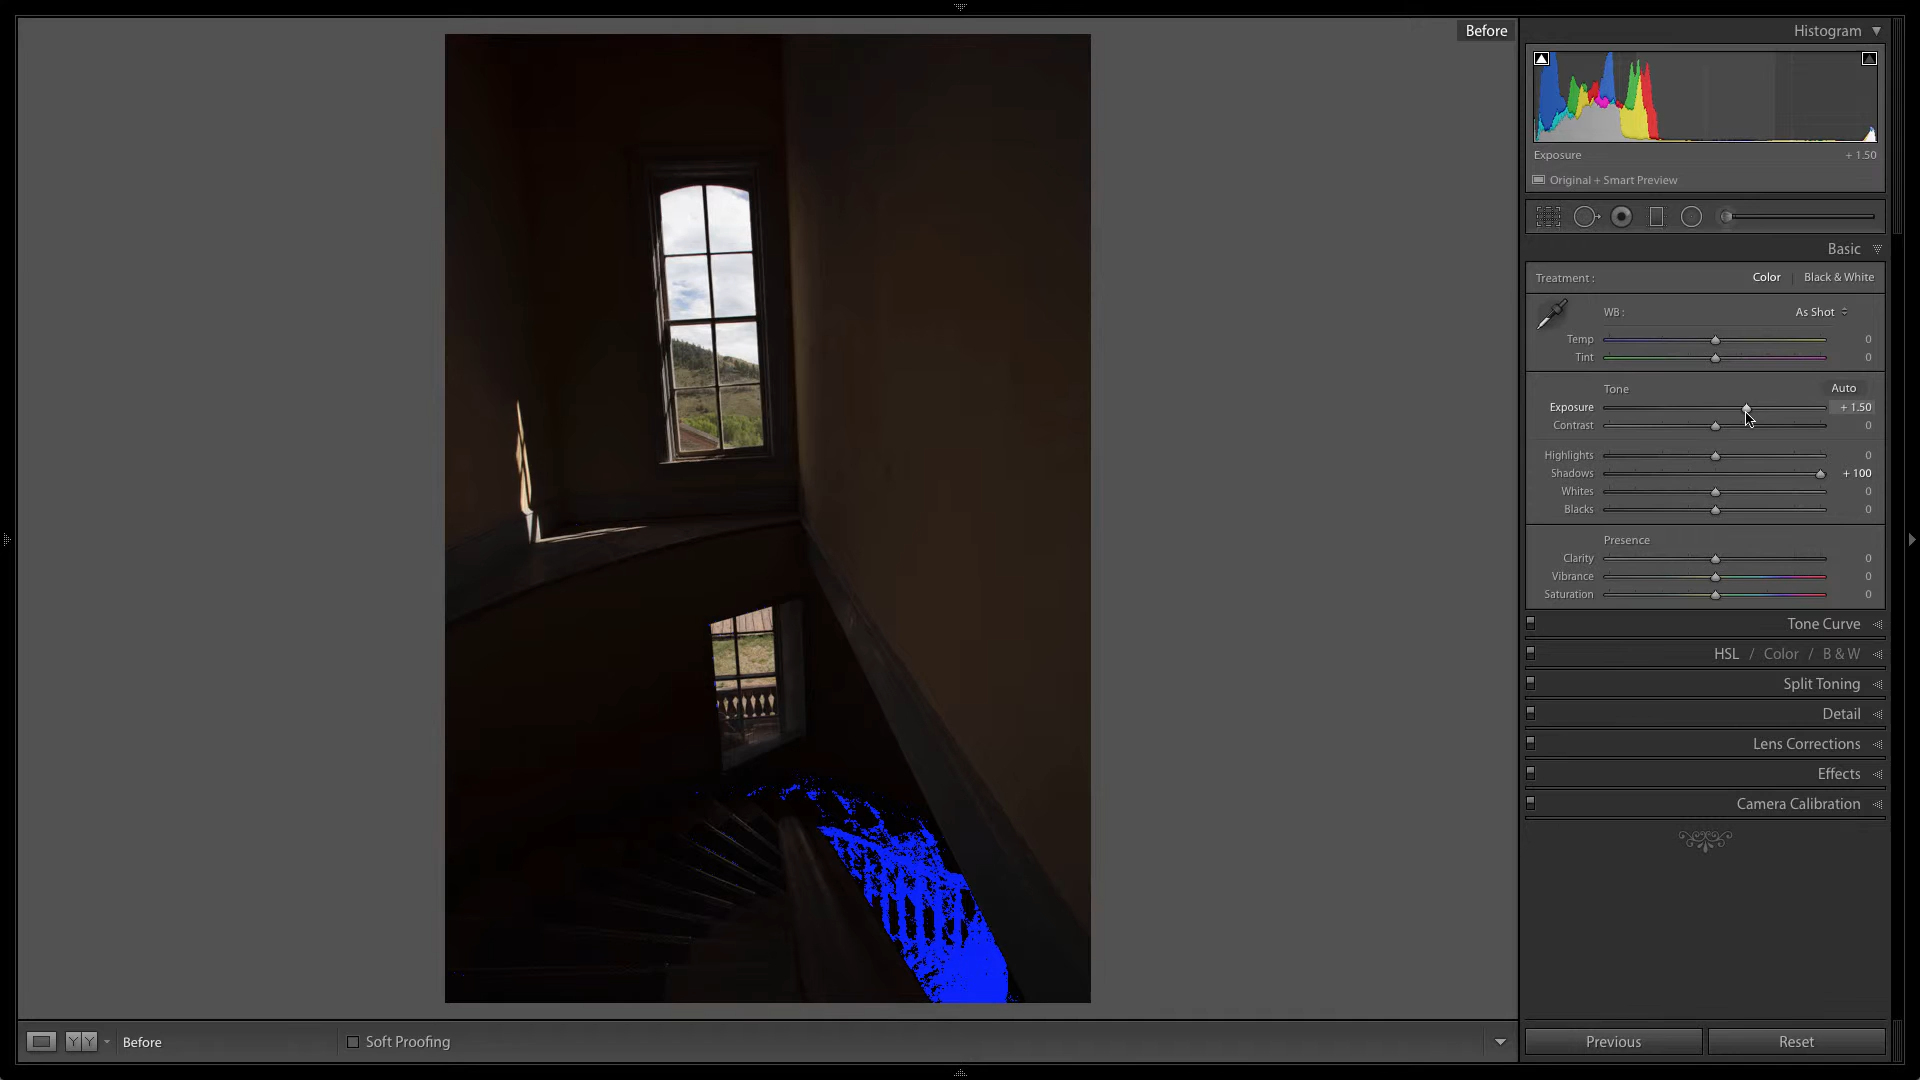 Before
Histogram
Exposure + 1.50
Original + Smart Preview
Basic
Treatment : Color Black & White
WB : As Shot
Temp 0
Tint 0
Tone Auto
Exposure + 1.50
Contrast 0
Highlights 0
Shadows + 100
Whites 0
Blacks 0
Presence
Clarity 0
Vibrance 0
Saturation 0
Tone Curve
HSL / Color / B & W
Split Toning
Detail
Lens Corrections
Effects
Camera Calibration
Y Y Before Soft Proofing Previous Reset